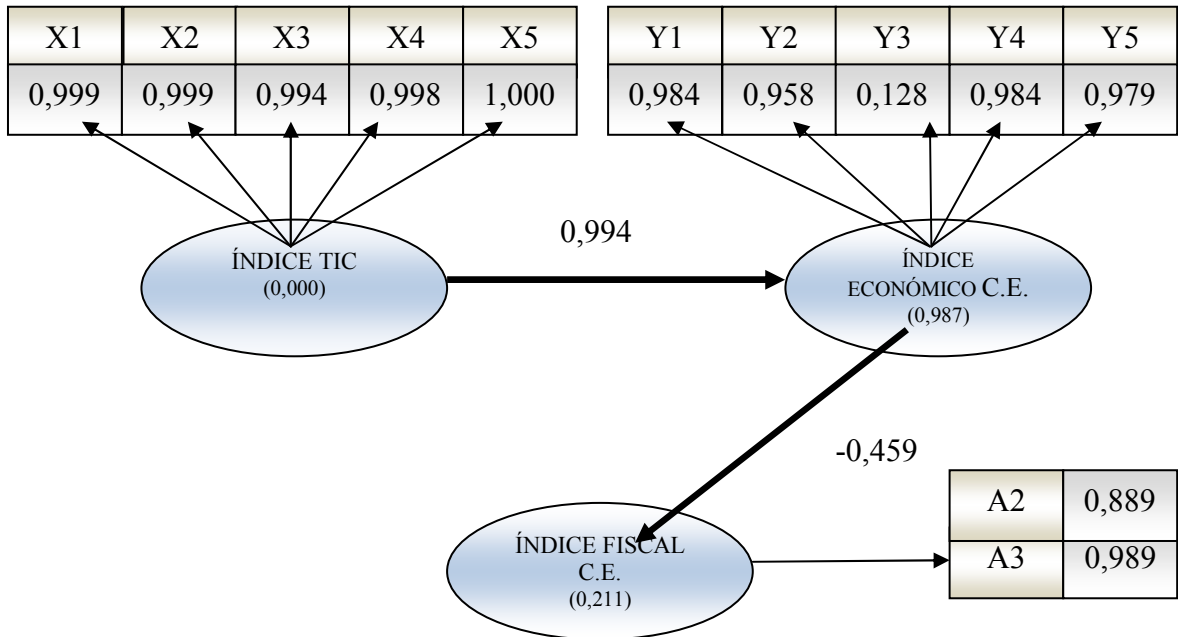 X1 X2 X3 X4 X5
0,999 0,999 0,994 0,998 1,000
Y1 Y2 Y3 Y4 Y5
0,984 0,958 0,128 0,984 0,979
0,994
ÍNDICE TIC
(0,000)
ÍNDICE
ECONÓMICO C.E.
(0,987)
-0,459
ÍNDICE FISCAL
C.E.
(0,211)
A2 0,889
A3 0,989